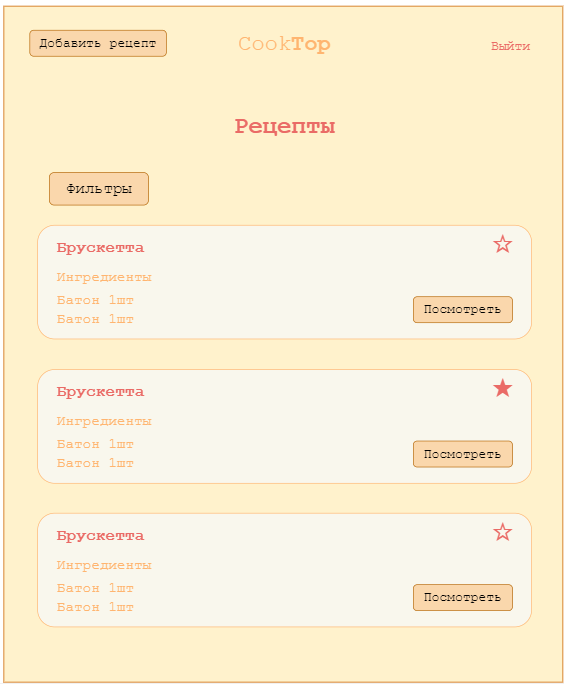 Добавить рецепт
CookTop
Выйти
Рецепты
Фильтры
Брускетта
Ингредиенты
Батон 1шт
Батон 1шт
Посмотреть
Брускетта
Ингредиенты
Батон 1шт
Батон 1шт
Посмотреть
Брускетта
Ингредиенты
Батон 1шт
Батон 1шт
Посмотреть